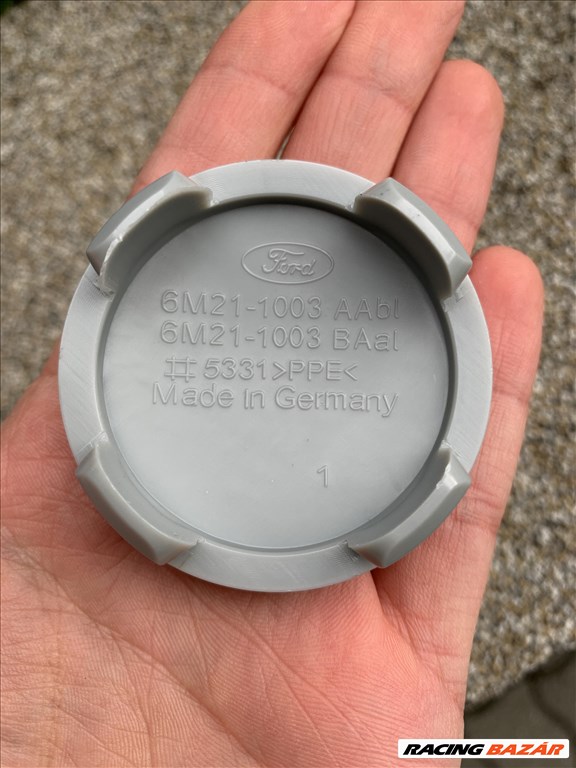 Ford
6M21-1003 AAbl
6M21-1003 BAal
#5331>PPE<
Made In Germany
1
RACING BAZÁR